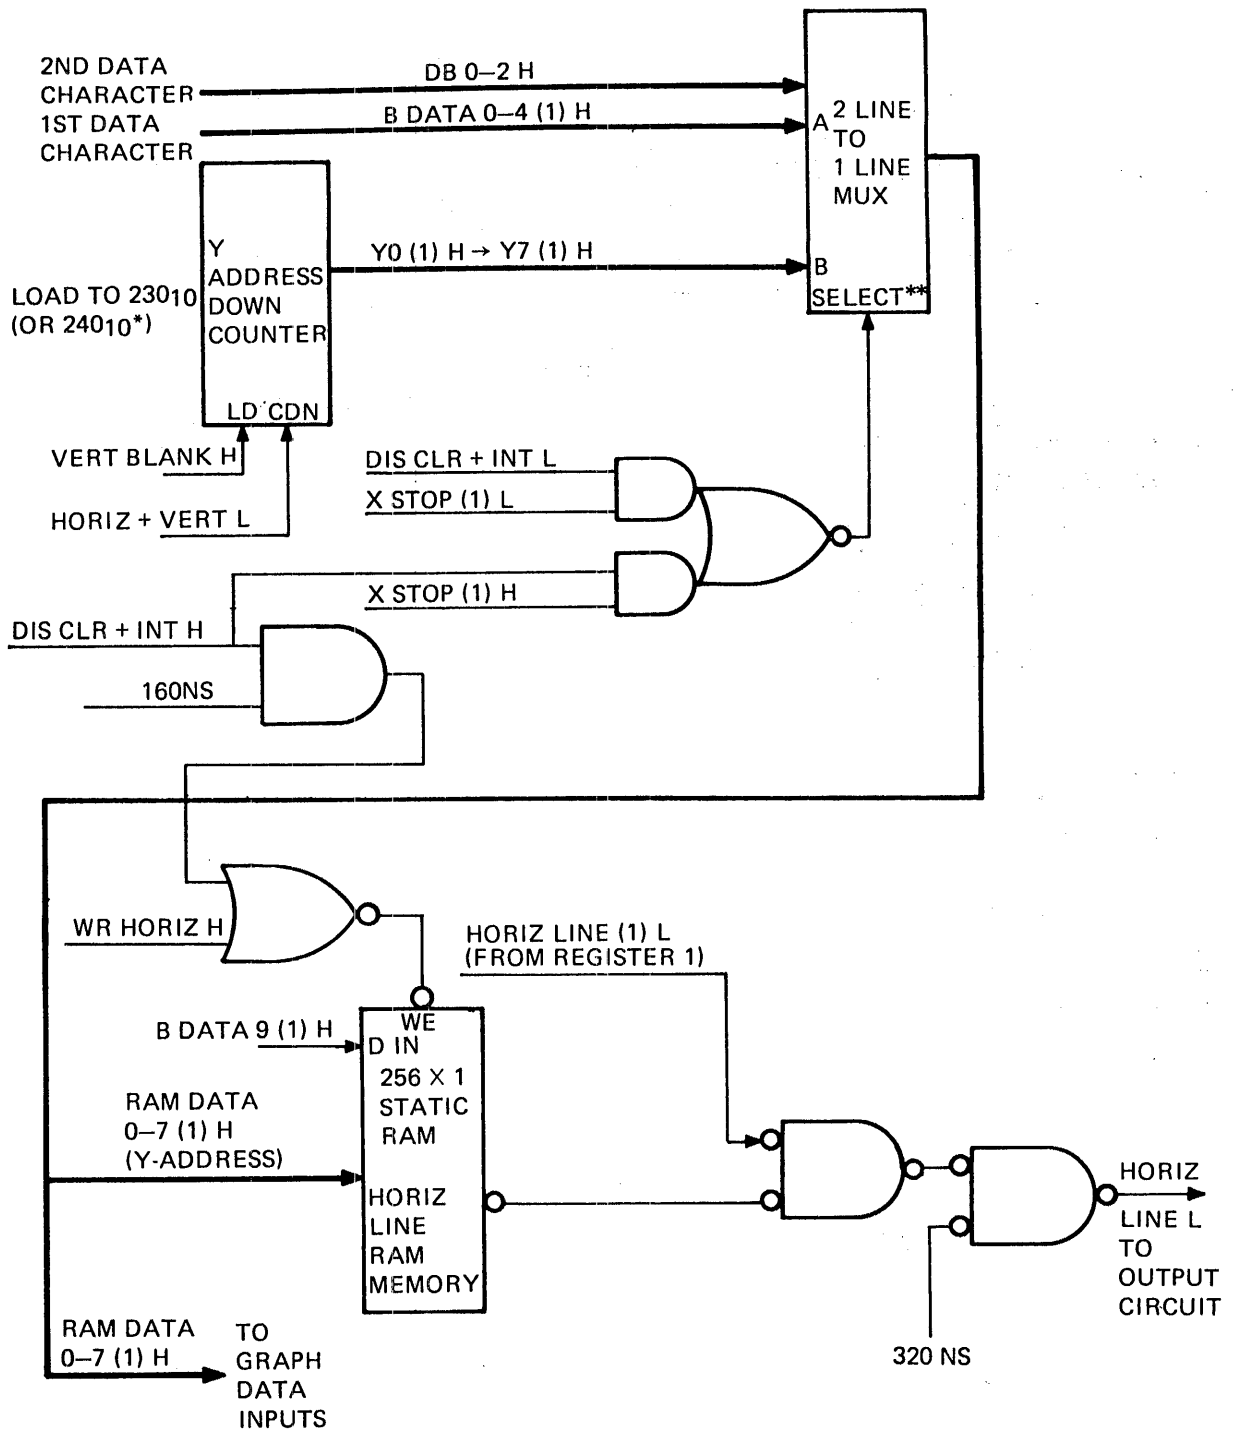 2ND DATA
CHARACTER
1ST DATA
CHARACTER
DB 0–2 H
B DATA 0–4 (1) H
A
2 LINE
TO
1 LINE
MUX
B
SELECT**
Y
ADDRESS
DOWN
COUNTER
LD CDN
Y0 (1) H → Y7 (1) H
LOAD TO 230₁₀
(OR 240₁₀*)
VERT BLANK H
HORIZ + VERT L
DIS CLR + INT L
X STOP (1) L
X STOP (1) H
DIS CLR + INT H
160NS
WR HORIZ H
HORIZ LINE (1) L
(FROM REGISTER 1)
B DATA 9 (1) H
WE
D IN
256 X 1
STATIC
RAM
HORIZ
LINE
RAM
MEMORY
RAM DATA
0–7 (1) H
(Y-ADDRESS)
RAM DATA
0–7 (1) H
TO
GRAPH
DATA
INPUTS
320 NS
HORIZ
LINE L
TO
OUTPUT
CIRCUIT